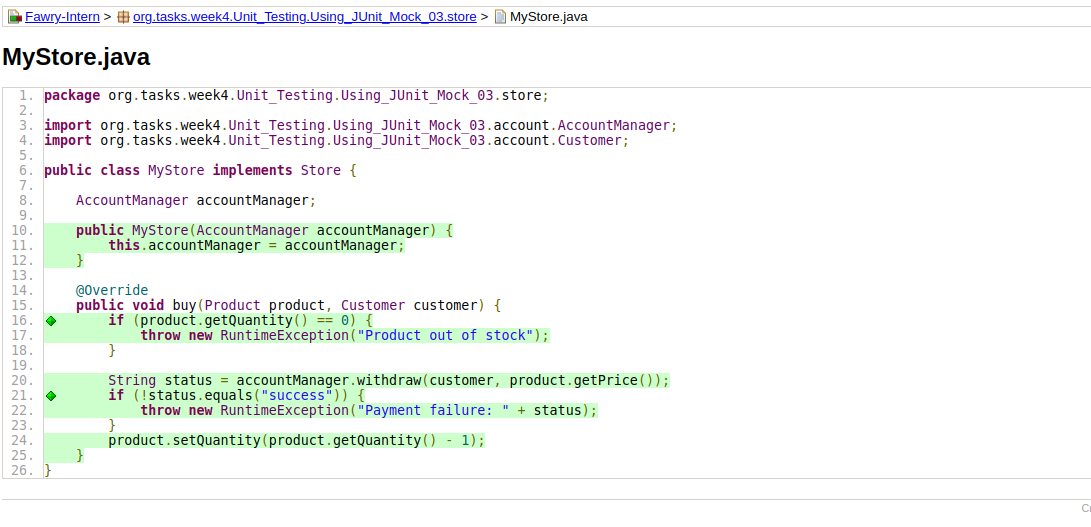 Fawry-Intern > org.tasks.week4.Unit_Testing.Using_JUnit_Mock_03.store > MyStore.java
MyStore.java
1. package org.tasks.week4.Unit_Testing.Using_JUnit_Mock_03.store;
2.
3. import org.tasks.week4.Unit_Testing.Using_JUnit_Mock_03.account.AccountManager;
4. import org.tasks.week4.Unit_Testing.Using_JUnit_Mock_03.account.Customer;
5.
6. public class MyStore implements Store {
7.
8.     AccountManager accountManager;
9.
10.     public MyStore(AccountManager accountManager) {
11.         this.accountManager = accountManager;
12.     }
13.
14.     @Override
15.     public void buy(Product product, Customer customer) {
16.         if (product.getQuantity() == 0) {
17.             throw new RuntimeException("Product out of stock");
18.         }
19.
20.         String status = accountManager.withdraw(customer, product.getPrice());
21.         if (!status.equals("success")) {
22.             throw new RuntimeException("Payment failure: " + status);
23.         }
24.         product.setQuantity(product.getQuantity() - 1);
25.     }
26. }